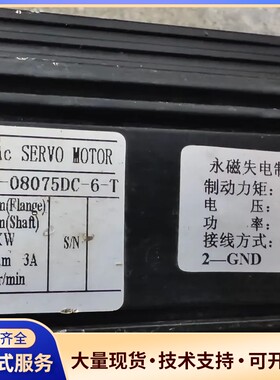 ic SERVO MOTOR
-08075DC-6-T
m(Flange)
m(Shaft)
KW
S/N
m 3A
r/min
永磁失电制
制动力矩:
电 压:
功 率:
接线方式:
2—GND
齐全
式服务
大量现货·技术支持·可开